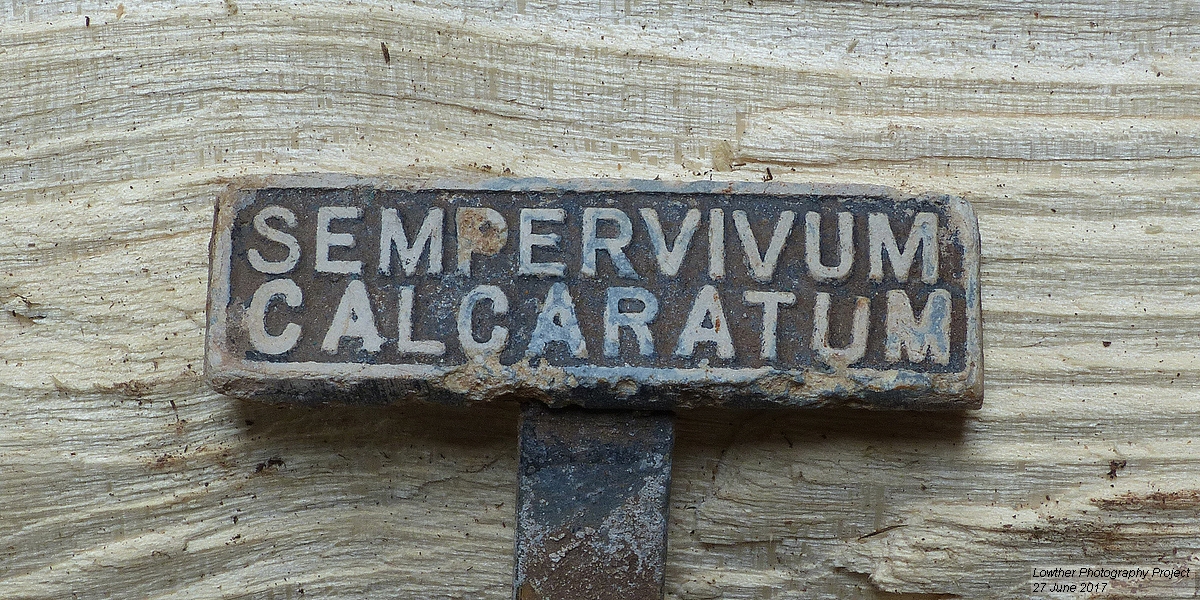 SEMPERVIVUM
CALCARATUM
Lowther Photography Project
27 June 2017